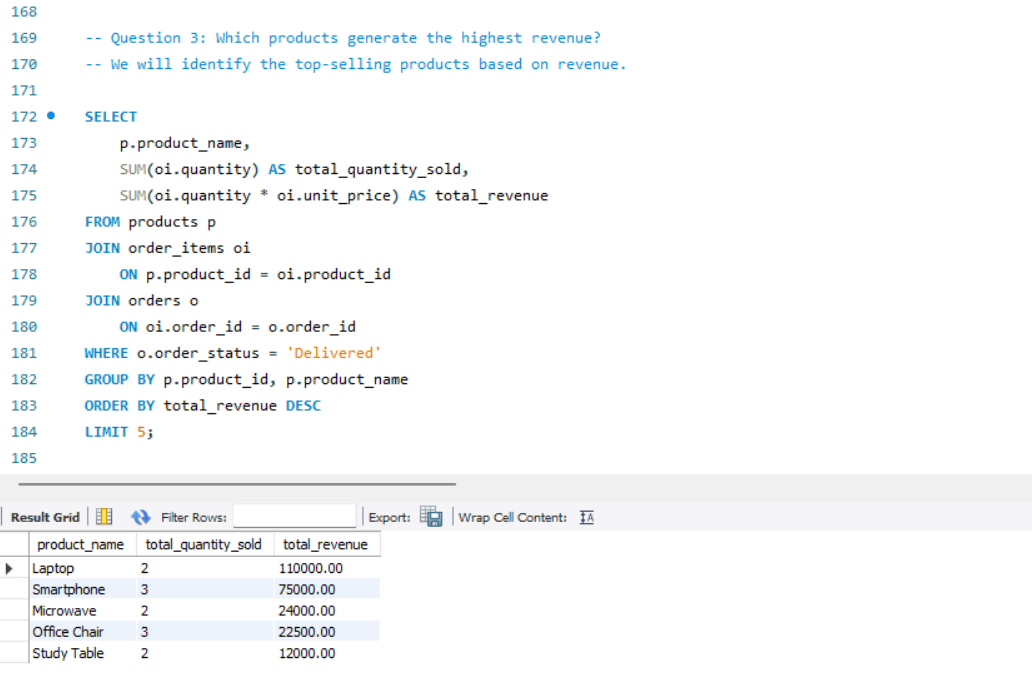 168
169 -- Question 3: Which products generate the highest revenue?
170 -- We will identify the top-selling products based on revenue.
171
172 SELECT
173 p.product_name,
174 SUM(oi.quantity) AS total_quantity_sold,
175 SUM(oi.quantity * oi.unit_price) AS total_revenue
176 FROM products p
177 JOIN order_items oi
178 ON p.product_id = oi.product_id
179 JOIN orders o
180 ON oi.order_id = o.order_id
181 WHERE o.order_status = 'Delivered'
182 GROUP BY p.product_id, p.product_name
183 ORDER BY total_revenue DESC
184 LIMIT 5;
185
Result Grid Filter Rows: Export: Wrap Cell Content: IA
product_name total_quantity_sold total_revenue
Laptop 2 110000.00
Smartphone 3 75000.00
Microwave 2 24000.00
Office Chair 3 22500.00
Study Table 2 12000.00